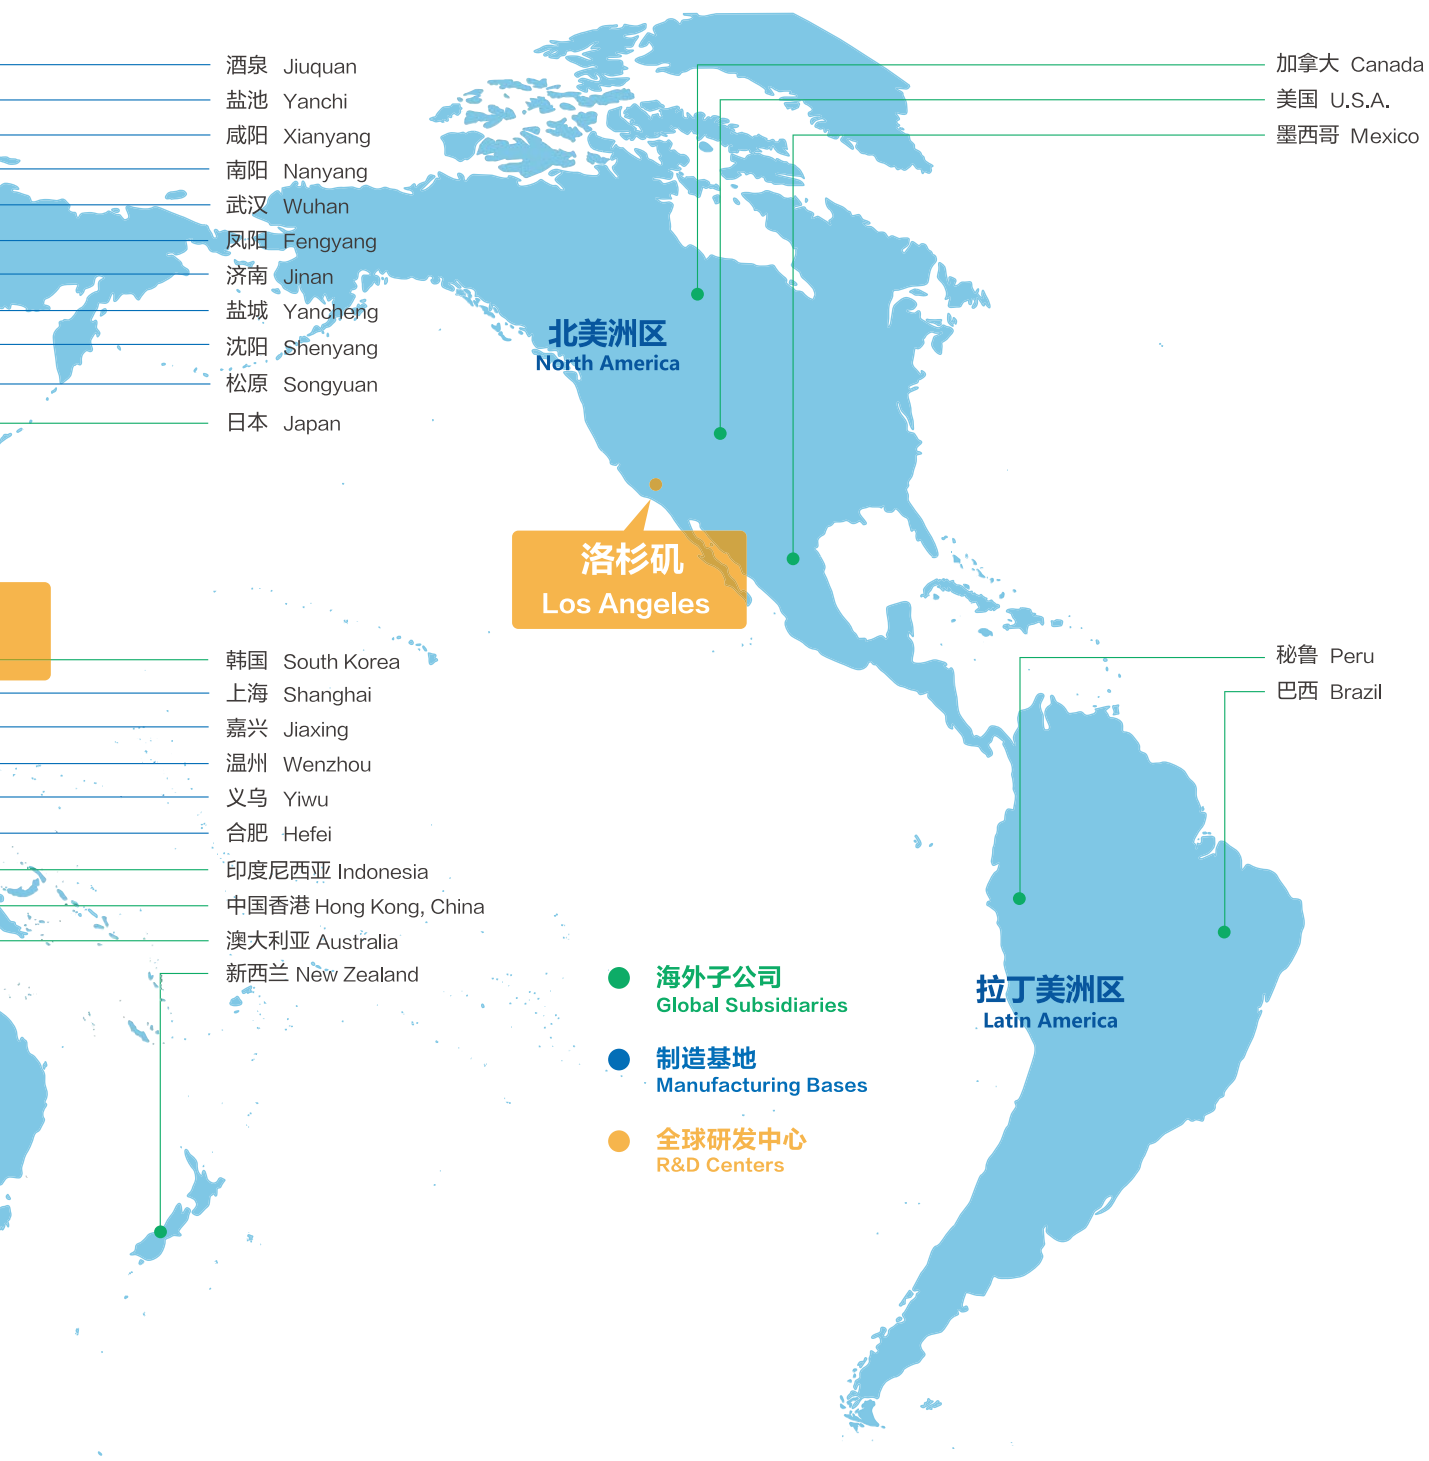 酒泉 Jiuquan
盐池 Yanchi
咸阳 Xianyang
南阳 Nanyang
武汉 Wuhan
凤阳 Fengyang
济南 Jinan
盐城 Yancheng
沈阳 Shenyang
松原 Songyuan
日本 Japan
加拿大 Canada
美国 U.S.A.
墨西哥 Mexico
北美洲区
North America
洛杉矶
Los Angeles
韩国 South Korea
上海 Shanghai
嘉兴 Jiaxing
温州 Wenzhou
义乌 Yiwu
合肥 Hefei
印度尼西亚 Indonesia
中国香港 Hong Kong, China
澳大利亚 Australia
新西兰 New Zealand
秘鲁 Peru
巴西 Brazil
拉丁美洲区
Latin America
海外子公司
Global Subsidiaries
制造基地
Manufacturing Bases
全球研发中心
R&D Centers